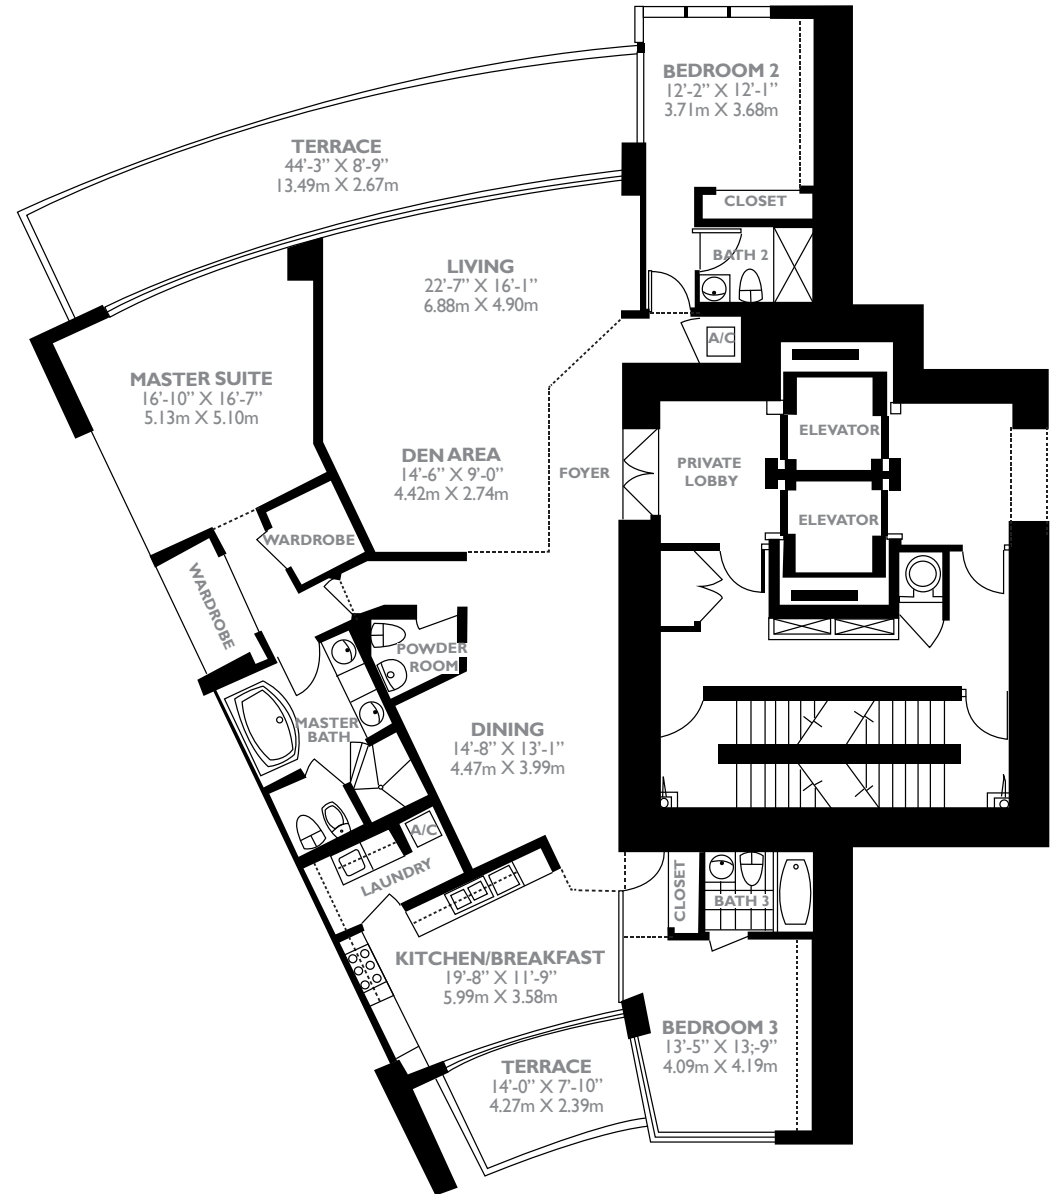 BEDROOM 2
12'-2" X 12'-1"
3.71m X 3.68m
TERRACE
44'-3" X 8'-9"
13.49m X 2.67m
CLOSET
BATH 2
LIVING
22'-7" X 16'-1"
6.88m X 4.90m
A/C
MASTER SUITE
16'-10" X 16'-7"
5.13m X 5.10m
ELEVATOR
DEN AREA
14'-6" X 9'-0"
4.42m X 2.74m
FOYER
PRIVATE
LOBBY
ELEVATOR
WARDROBE
WARDROBE
POWDER
ROOM
MASTER
BATH
DINING
14'-8" X 13'-1"
4.47m X 3.99m
A/C
LAUNDRY
CLOSET
BATH 3
KITCHEN/BREAKFAST
19'-8" X 11'-9"
5.99m X 3.58m
BEDROOM 3
13'-5" X 13;-9"
4.09m X 4.19m
TERRACE
14'-0" X 7'-10"
4.27m X 2.39m